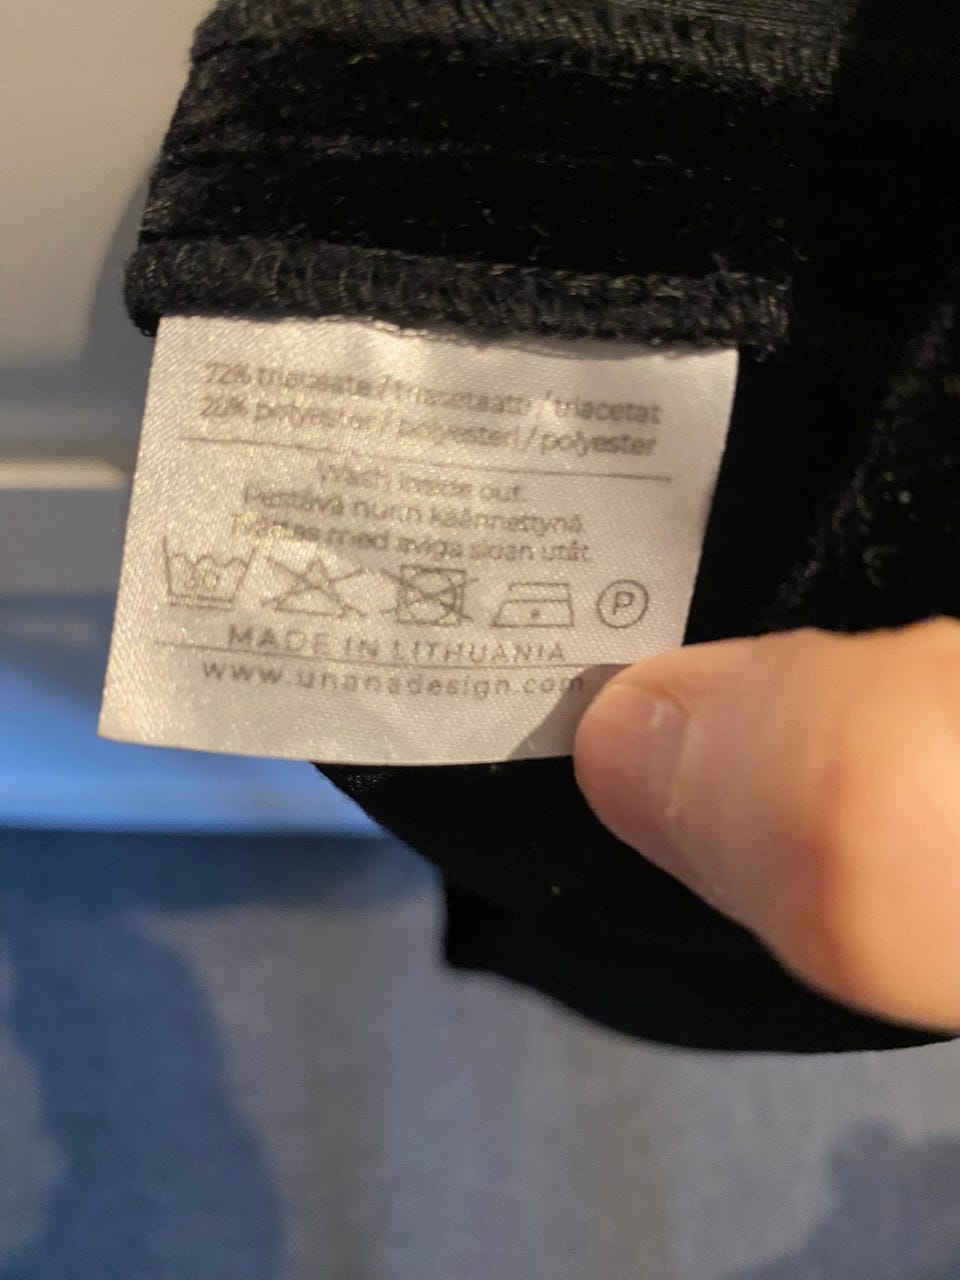 72% triacetate / triasetaatti / triacetat
28% polyester / polyesteri / polyester
Wash inside out.
Pestävä nurin käännettynä
Tvättas med aviga sidan utåt
30
P
MADE IN LITHUANIA
www.unanadesign.com